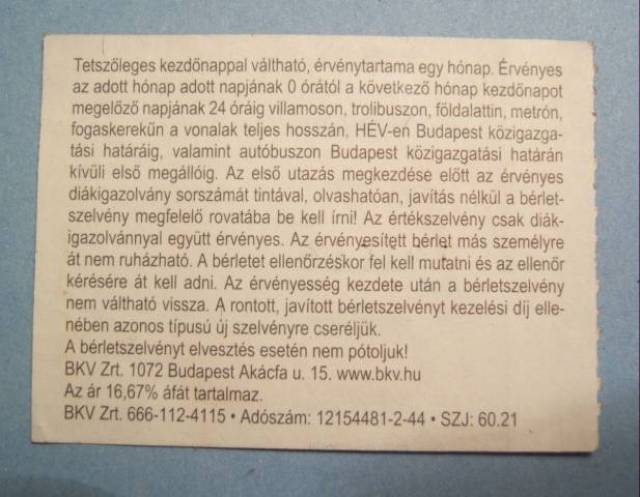 Tetszőleges kezdőnappal váltható, érvénytartama egy hónap. Érvényes
az adott hónap adott napjának 0 órától a következő hónap kezdőnapot
megelőző napjának 24 óráig villamoson, trolibuszon, földalattin, metrón,
fogaskerekűn a vonalak teljes hosszán, HÉV-en Budapest közigazga-
tási határáig, valamint autóbuszon Budapest közigazgatási határán
kívüli első megállóig. Az első utazás megkezdése előtt az érvényes
diákigazolvány sorszámát tintával, olvashatóan, javítás nélkül a bérlet-
szelvény megfelelő rovatába be kell írni! Az értékszelvény csak diák-
igazolvánnyal együtt érvényes. Az érvényesített bérlet más személyre
át nem ruházható. A bérletet ellenőrzéskor fel kell mutatni és az ellenőr
kérésére át kell adni. Az érvényesség kezdete után a bérletszelvény
nem váltható vissza. A rontott, javított bérletszelvényt kezelési díj elle-
nében azonos típusú új szelvényre cseréljük.
A bérletszelvényt elvesztés esetén nem pótoljuk!
BKV Zrt. 1072 Budapest Akácfa u. 15. www.bkv.hu
Az ár 16,67% áfát tartalmaz.
BKV Zrt. 666-112-4115 • Adószám: 12154481-2-44 • SZJ: 60.21